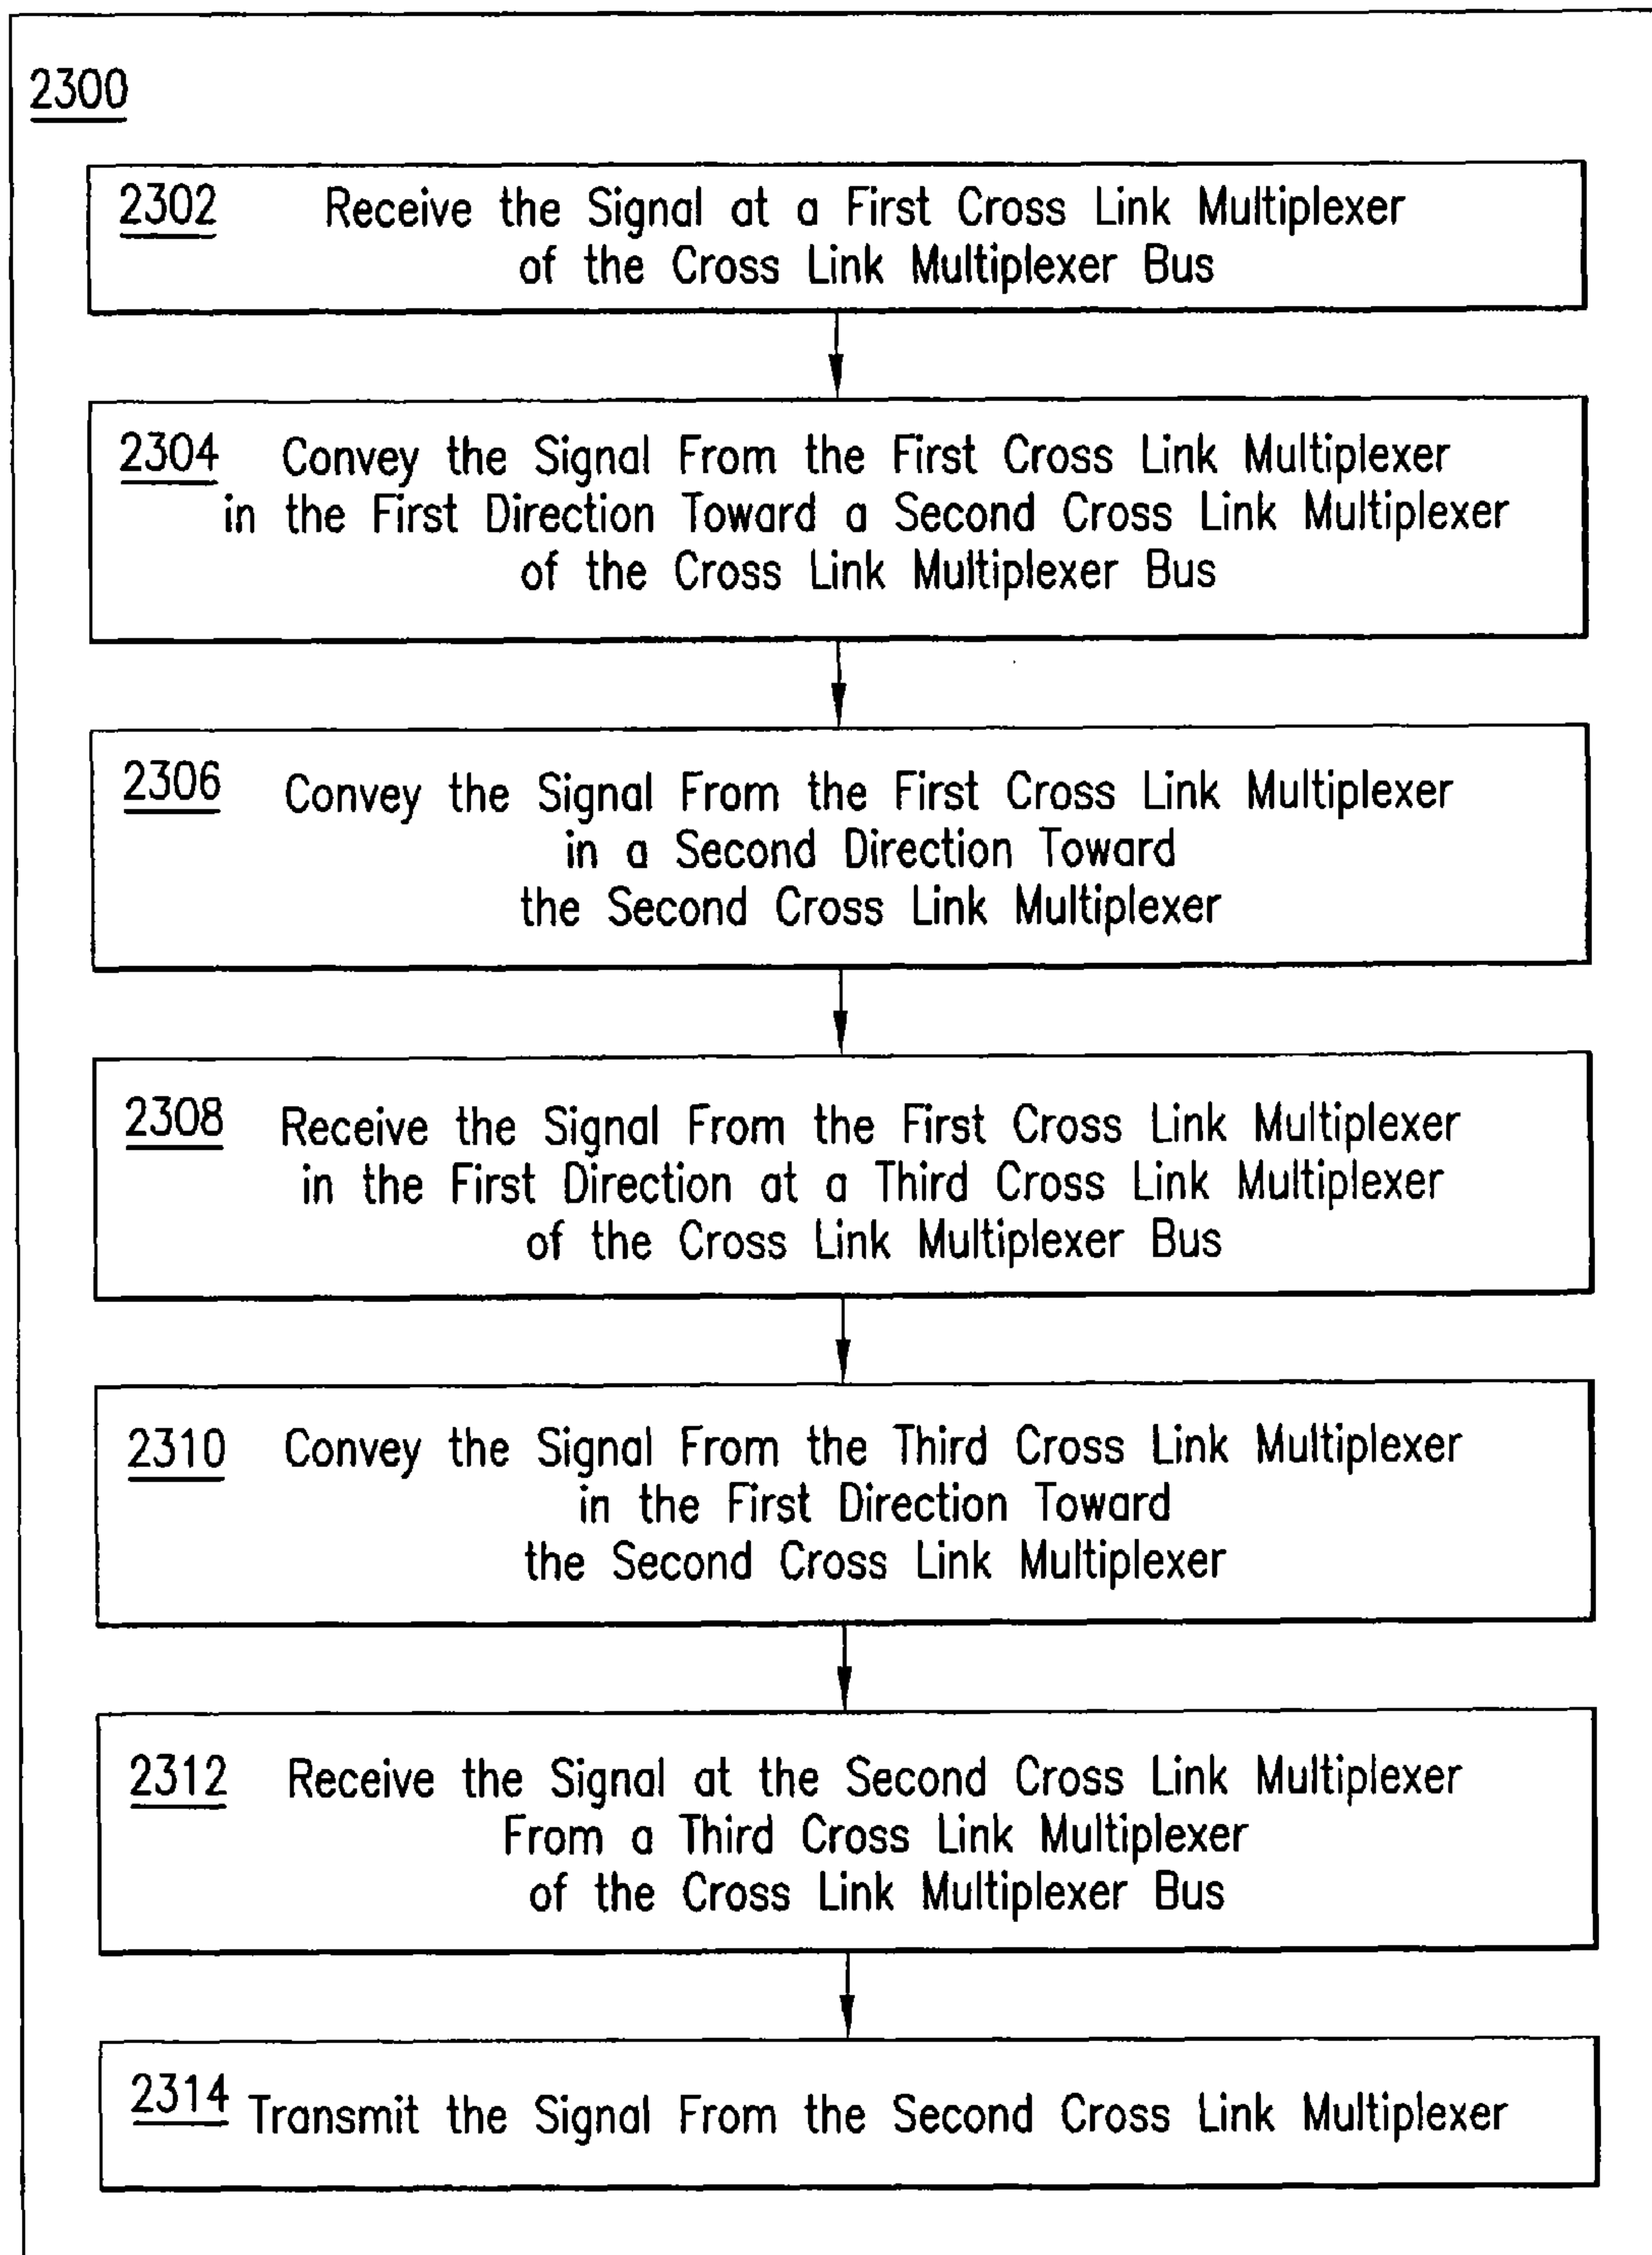 2300
2302 Receive the Signal at a First Cross Link Multiplexer
of the Cross Link Multiplexer Bus
2304 Convey the Signal From the First Cross Link Multiplexer
in the First Direction Toward a Second Cross Link Multiplexer
of the Cross Link Multiplexer Bus
2306 Convey the Signal From the First Cross Link Multiplexer
in a Second Direction Toward
the Second Cross Link Multiplexer
2308 Receive the Signal From the First Cross Link Multiplexer
in the First Direction at a Third Cross Link Multiplexer
of the Cross Link Multiplexer Bus
2310 Convey the Signal From the Third Cross Link Multiplexer
in the First Direction Toward
the Second Cross Link Multiplexer
2312 Receive the Signal at the Second Cross Link Multiplexer
From a Third Cross Link Multiplexer
of the Cross Link Multiplexer Bus
2314 Transmit the Signal From the Second Cross Link Multiplexer